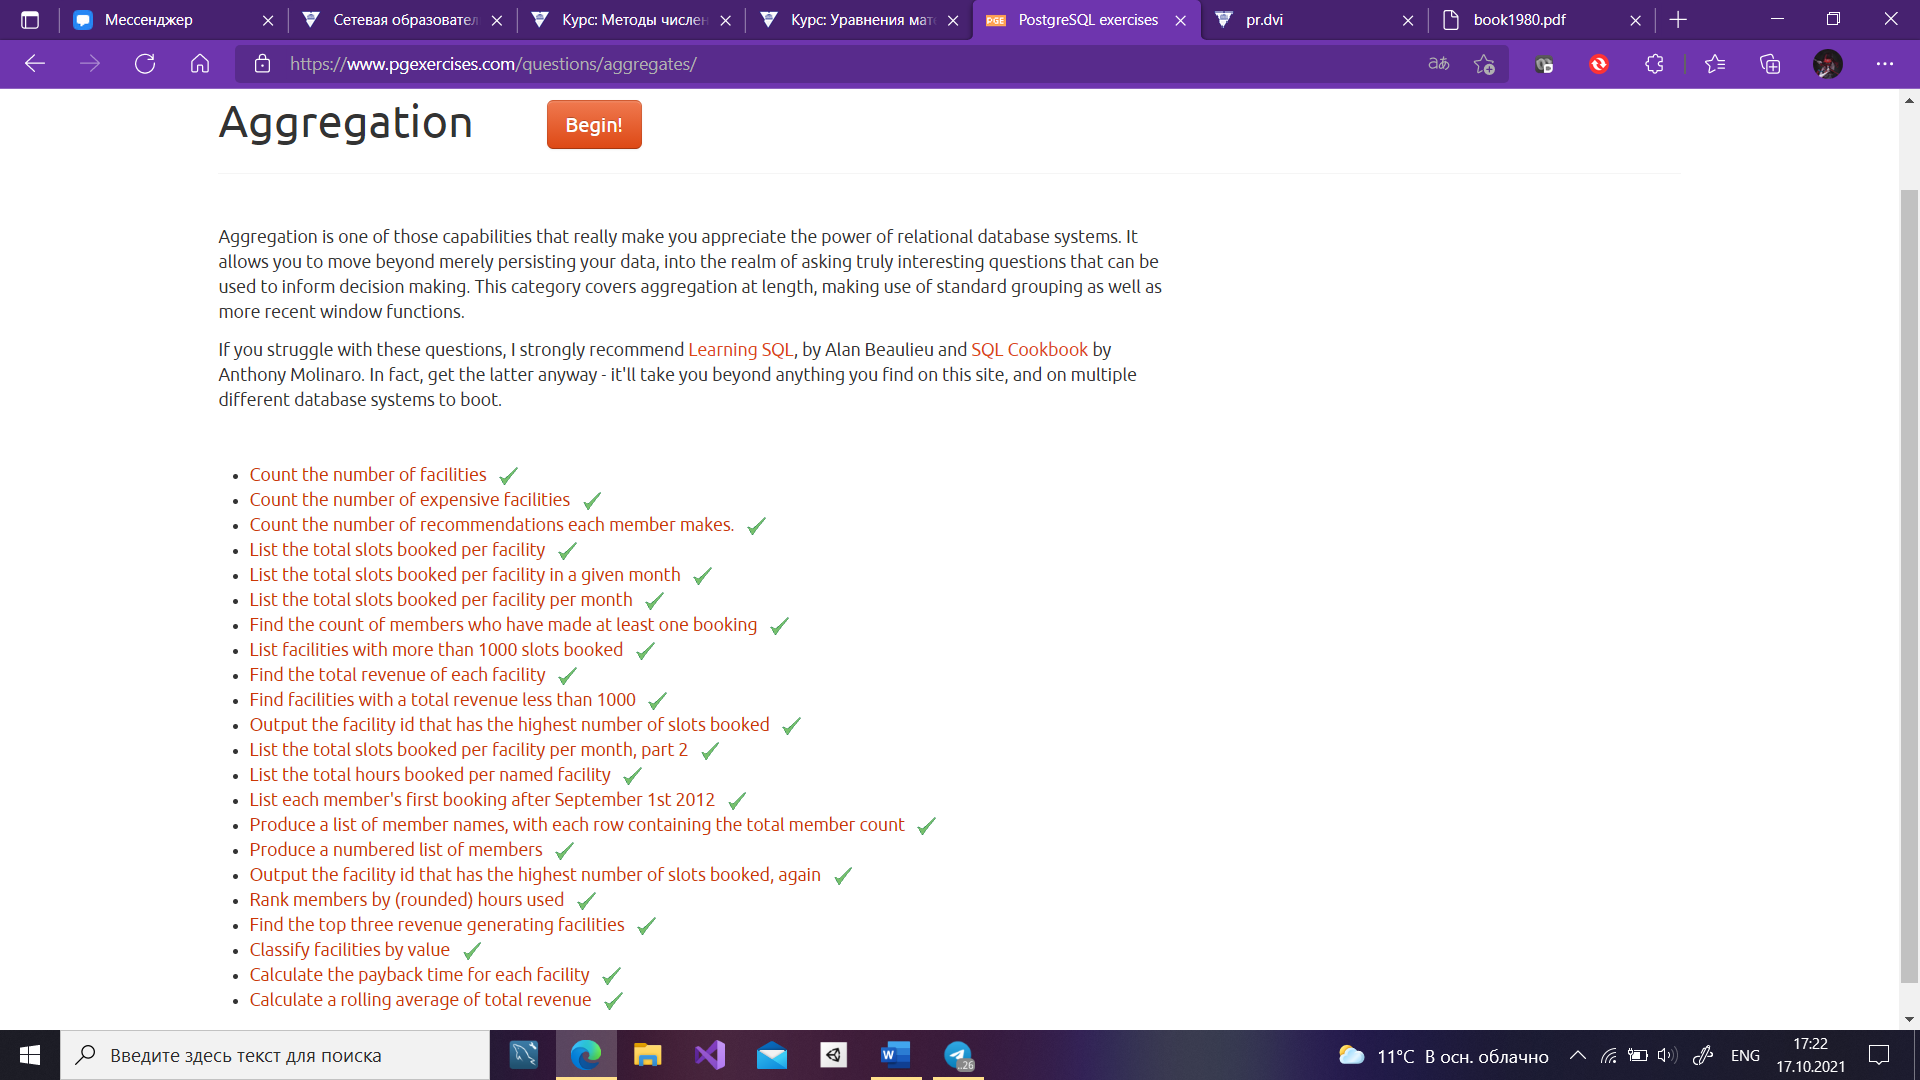 Мессенджер
Сетевая образовател
Курс: Методы числен
Курс: Уравнения мат
PGE PostgreSQL exercises
pr.dvi
book1980.pdf
https://www.pgexercises.com/questions/aggregates/
Aggregation
Begin!
Aggregation is one of those capabilities that really make you appreciate the power of relational database systems. It
allows you to move beyond merely persisting your data, into the realm of asking truly interesting questions that can be
used to inform decision making. This category covers aggregation at length, making use of standard grouping as well as
more recent window functions.
If you struggle with these questions, I strongly recommend Learning SQL, by Alan Beaulieu and SQL Cookbook by
Anthony Molinaro. In fact, get the latter anyway - it'll take you beyond anything you find on this site, and on multiple
different database systems to boot.
Count the number of facilities
Count the number of expensive facilities
Count the number of recommendations each member makes.
List the total slots booked per facility
List the total slots booked per facility in a given month
List the total slots booked per facility per month
Find the count of members who have made at least one booking
List facilities with more than 1000 slots booked
Find the total revenue of each facility
Find facilities with a total revenue less than 1000
Output the facility id that has the highest number of slots booked
List the total slots booked per facility per month, part 2
List the total hours booked per named facility
List each member's first booking after September 1st 2012
Produce a list of member names, with each row containing the total member count
Produce a numbered list of members
Output the facility id that has the highest number of slots booked, again
Rank members by (rounded) hours used
Find the top three revenue generating facilities
Classify facilities by value
Calculate the payback time for each facility
Calculate a rolling average of total revenue
Введите здесь текст для поиска
..26
11°C В осн. облачно
ENG
17:22
17.10.2021